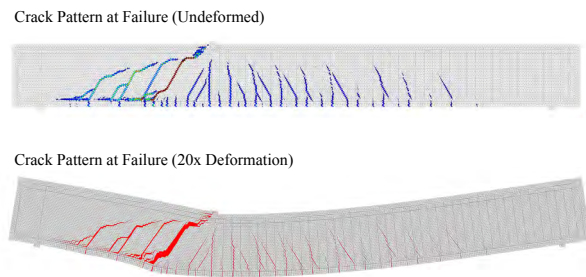 Crack Pattern at Failure (Undeformed)
Crack Pattern at Failure (20x Deformation)